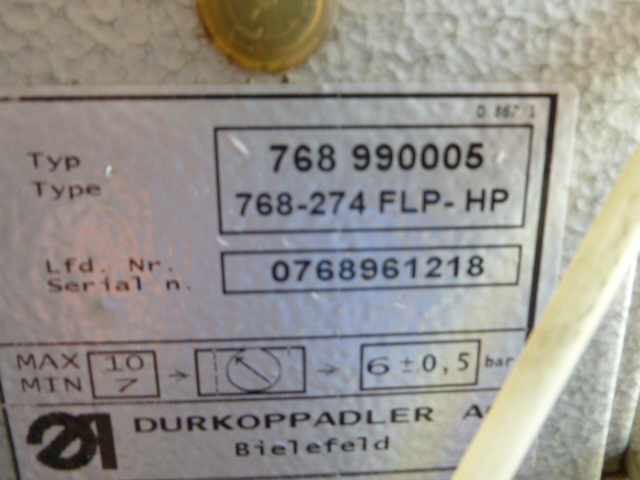 D 867 1
Typ 768 990005
Type 768-274 FLP- HP
Lfd. Nr. 0768961218
Serial n.
MAX 10 6 ±0,5 bar
MIN 7
DURKOPPADLER
Bielefeld